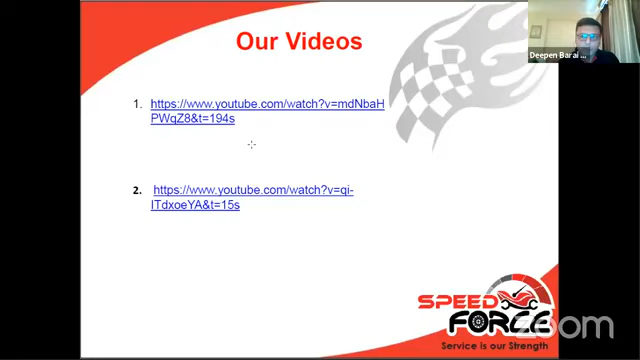 Our Videos
Deepen Barai ...
1. https://www.youtube.com/watch?v=mdNbaH
PWqZ8&t=194s
2. https://www.youtube.com/watch?v=qi-
ITdxoeYA&t=15s
SPEED
FORCE
zoom
Service is our Strength